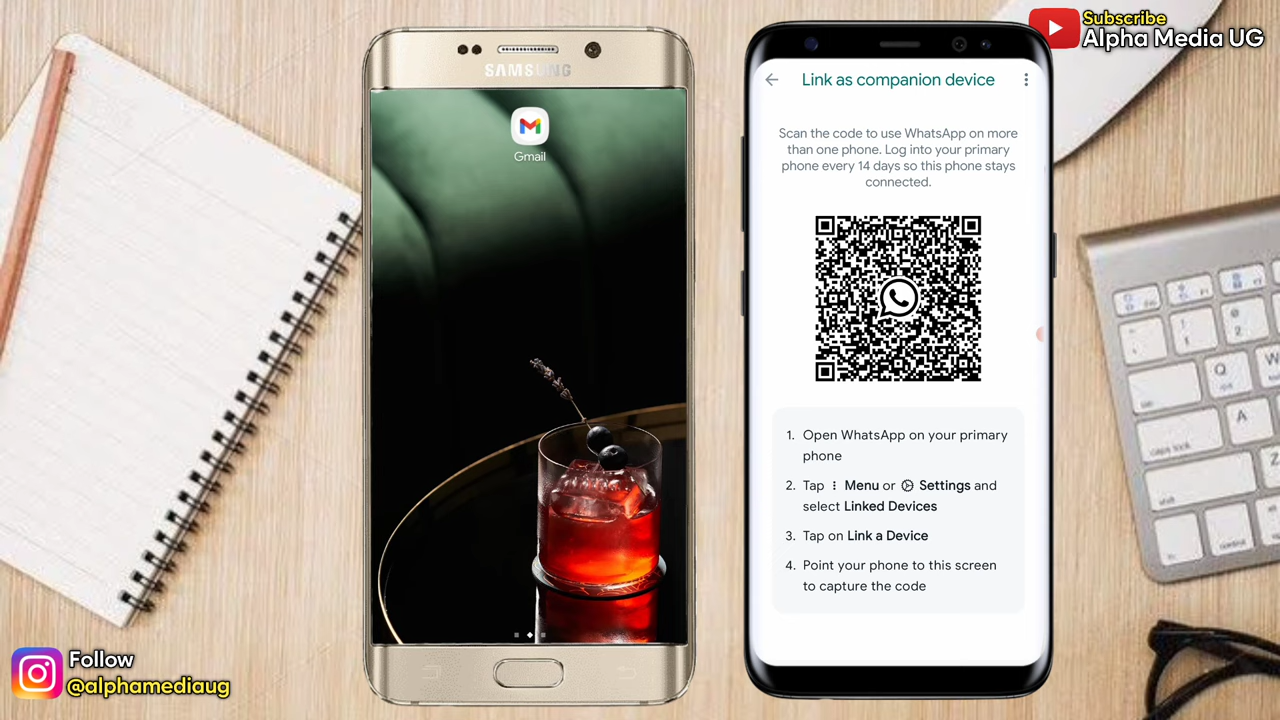 Subscribe
Alpha Media UG
SAMSUNG
Gmail
Link as companion device
Scan the code to use WhatsApp on more
than one phone. Log into your primary
phone every 14 days so this phone stays
connected.
1. Open WhatsApp on your primary
phone
2. Tap ⋮ Menu or Settings and
select Linked Devices
3. Tap on Link a Device
4. Point your phone to this screen
to capture the code
Follow
@alphamediaug
Q
W
A
caps lock
shift